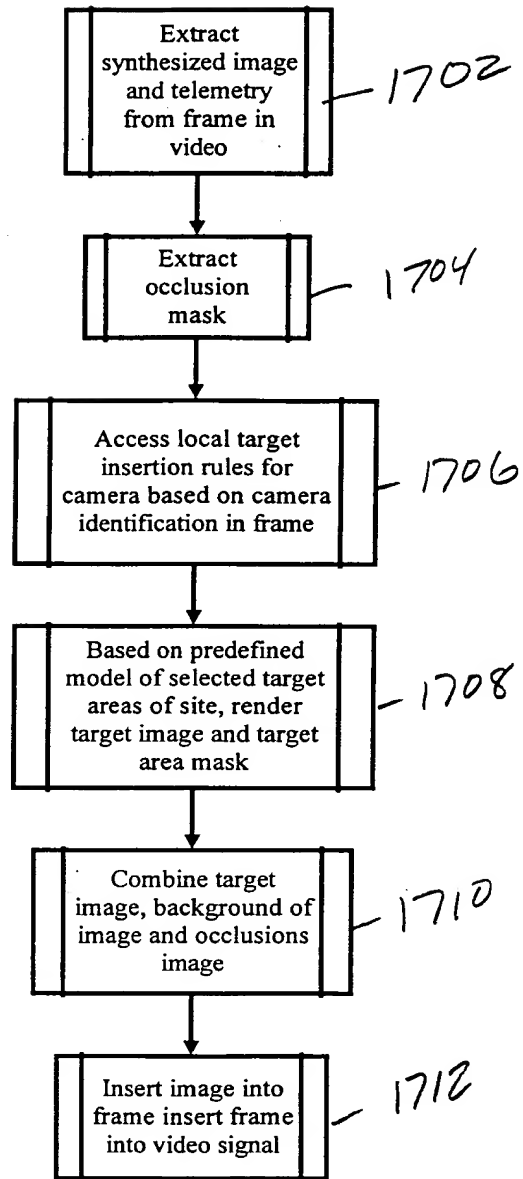 Extract
synthesized image
and telemetry
from frame in
video
1702
Extract
occlusion
mask
1704
Access local target
insertion rules for
camera based on camera
identification in frame
1706
Based on predefined
model of selected target
areas of site, render
target image and target
area mask
1708
Combine target
image, background of
image and occlusions
image
1710
Insert image into
frame insert frame
into video signal
1712